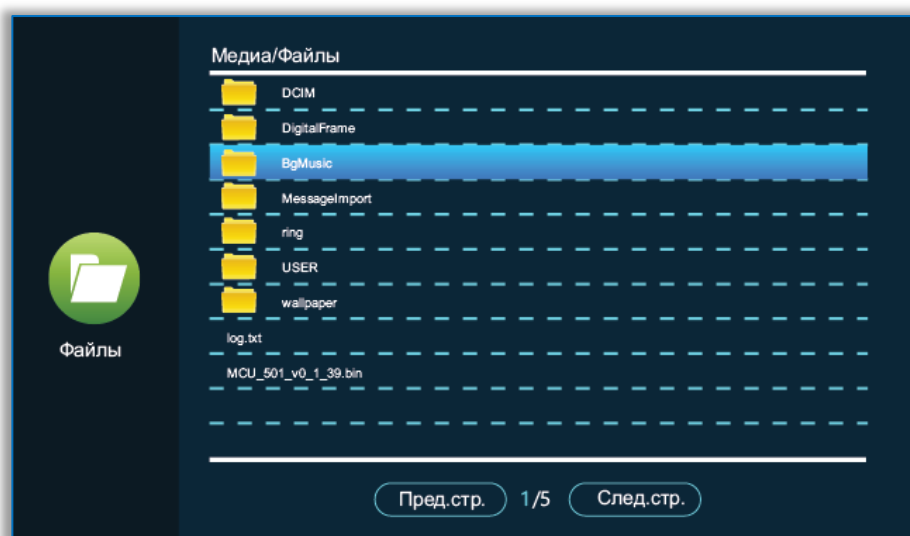 Медиа/Файлы
DCIM
DigitalFrame
BgMusic
MessageImport
ring
USER
wallpaper
log.txt
MCU_501_v0_1_39.bin
Файлы
Пред.стр. 1/5 След.стр.